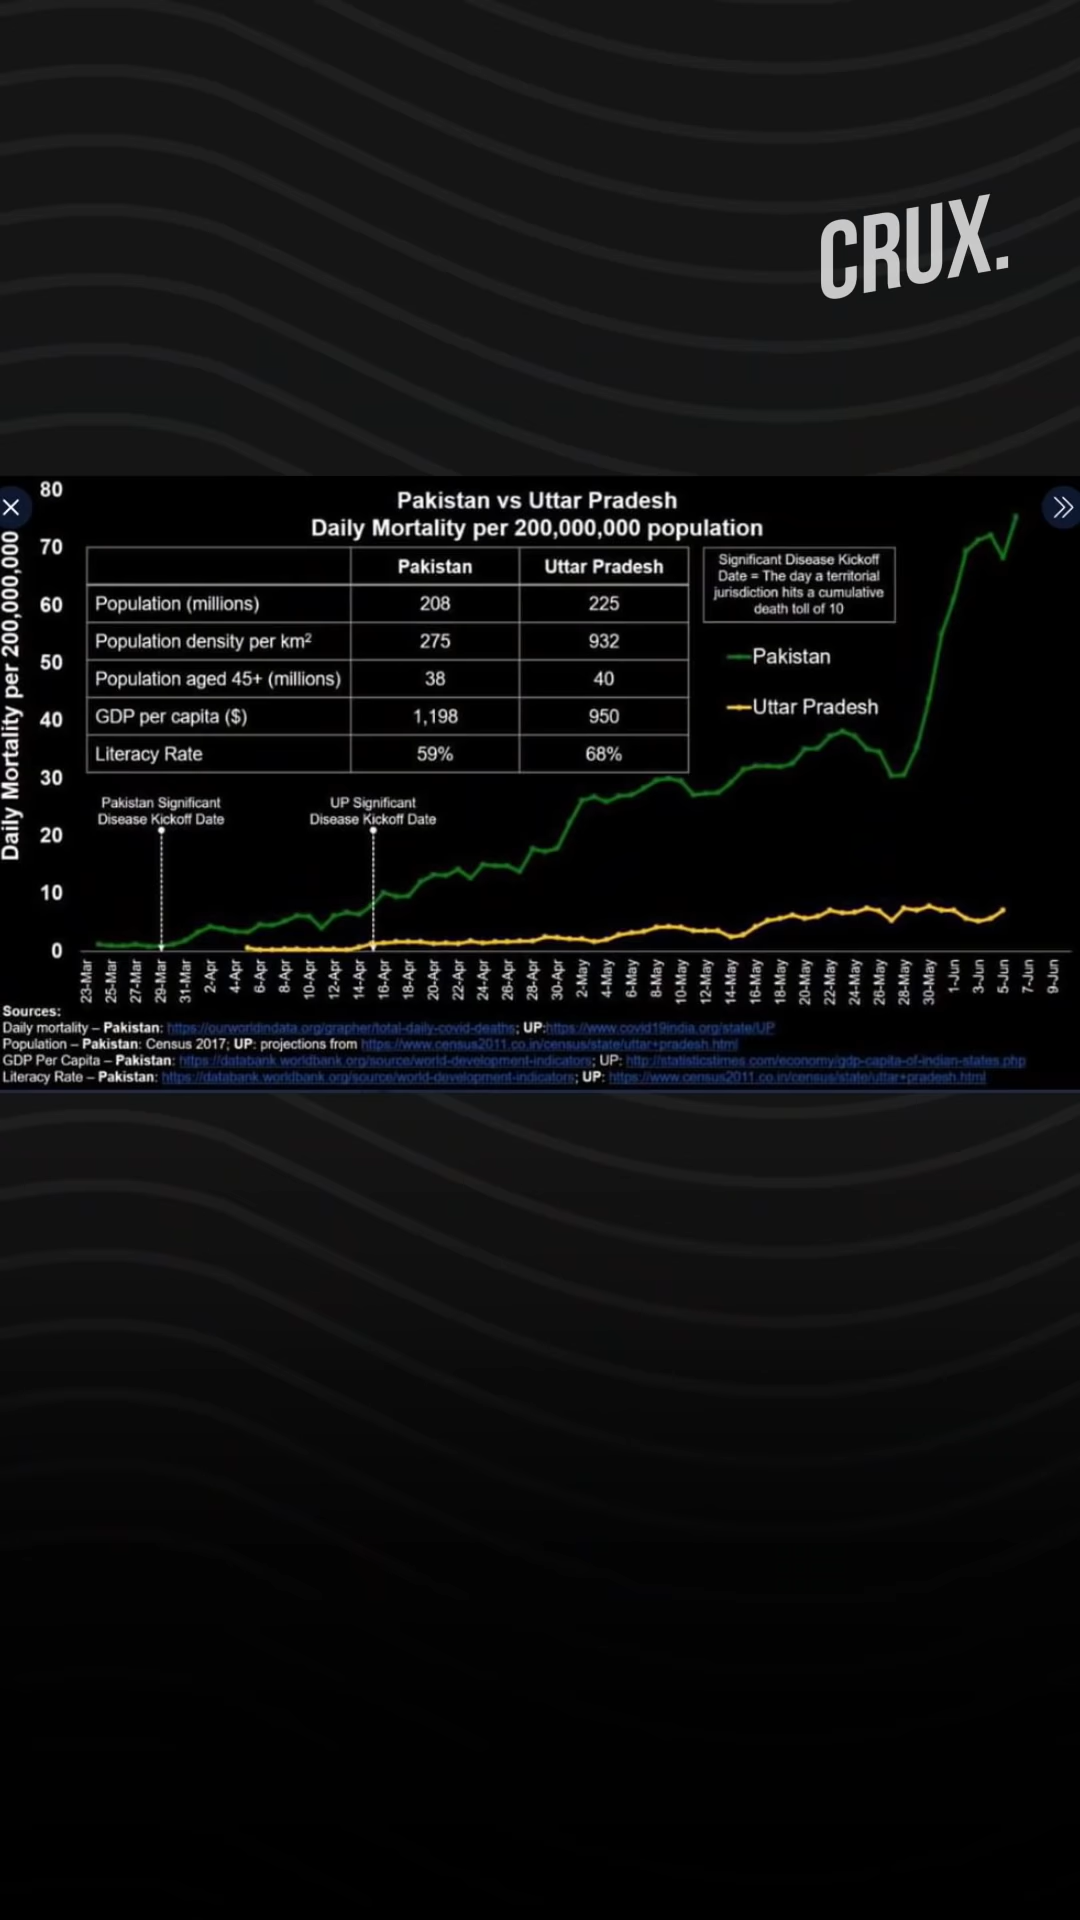 CRUX.
Pakistan vs Uttar Pradesh
Daily Mortality per 200,000,000 population
Daily Mortality per 200,000,000
80
70
60
50
40
30
20
10
0
Pakistan Uttar Pradesh
Population (millions) 208 225
Population density per km² 275 932
Population aged 45+ (millions) 38 40
GDP per capita ($) 1,198 950
Literacy Rate 59% 68%
Significant Disease Kickoff
Date = The day a territorial
jurisdiction hits a cumulative
death toll of 10
Pakistan
Uttar Pradesh
Pakistan Significant
Disease Kickoff Date
UP Significant
Disease Kickoff Date
23-Mar 25-Mar 27-Mar 29-Mar 31-Mar 2-Apr 4-Apr 6-Apr 8-Apr 10-Apr 12-Apr 14-Apr 16-Apr 18-Apr 20-Apr 22-Apr 24-Apr 26-Apr 28-Apr 30-Apr 2-May 4-May 6-May 8-May 10-May 12-May 14-May 16-May 18-May 20-May 22-May 24-May 26-May 28-May 30-May 1-Jun 3-Jun 5-Jun 7-Jun 9-Jun
Sources:
Daily mortality – Pakistan: https://ourworldindata.org/grapher/total-daily-covid-deaths; UP:https://www.covid19india.org/state/UP
Population – Pakistan: Census 2017; UP: projections from https://www.census2011.co.in/census/state/uttar+pradesh.html
GDP Per Capita – Pakistan: https://databank.worldbank.org/source/world-development-indicators; UP: http://statisticstimes.com/economy/gdp-capita-of-indian-states.php
Literacy Rate – Pakistan: https://databank.worldbank.org/source/world-development-indicators; UP: https://www.census2011.co.in/census/state/uttar+pradesh.html